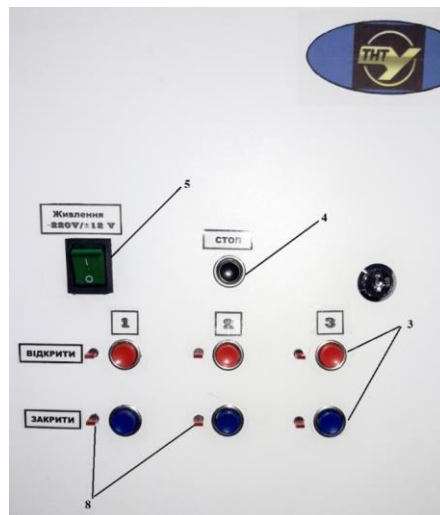 ТНТУ
5
Живлення
~220V/±12 V
4
СТОП
I
O
1
2
3
3
ВІДКРИТИ
ЗАКРИТИ
8